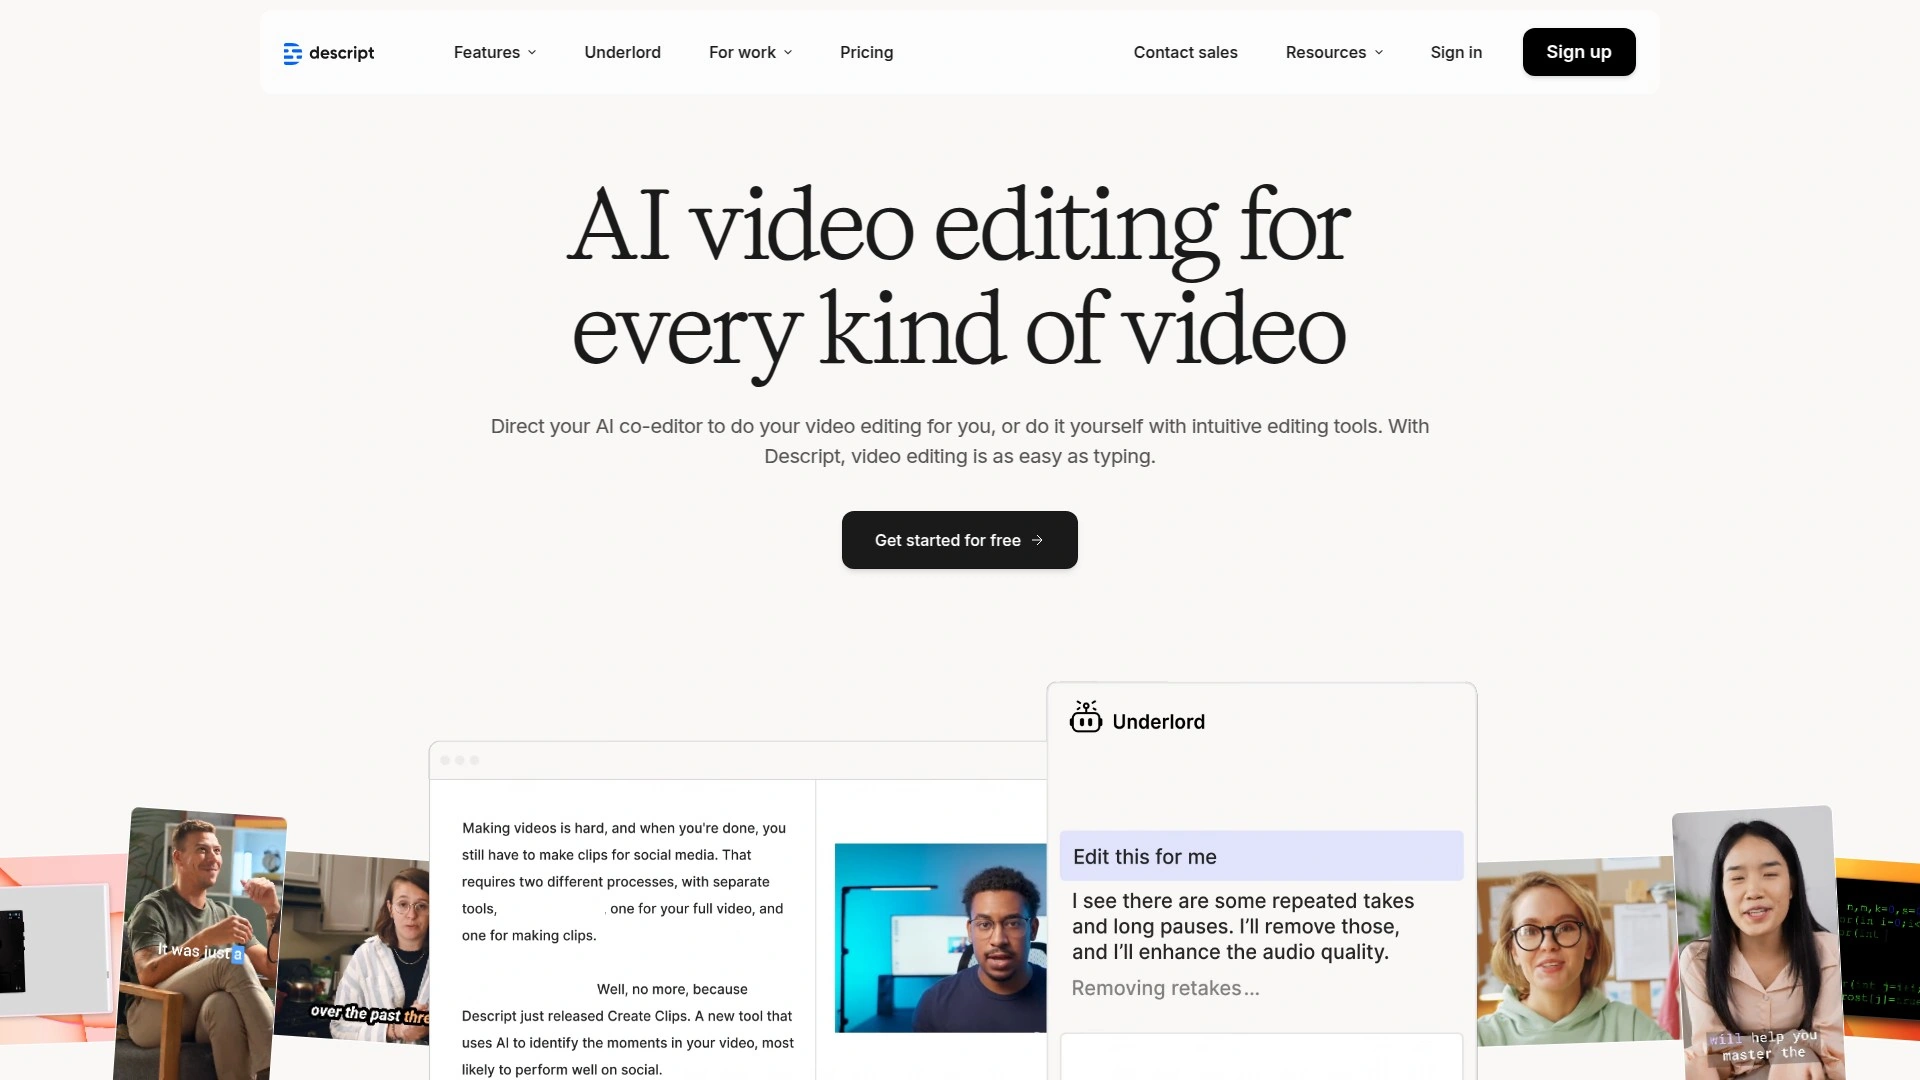 descript
Features
Underlord
For work
Pricing
Contact sales
Resources
Sign in
Sign up
AI video editing for
every kind of video
Direct your AI co-editor to do your video editing for you, or do it yourself with intuitive editing tools. With
Descript, video editing is as easy as typing.
Get started for free
Underlord
Edit this for me
I see there are some repeated takes
and long pauses. I’ll remove those,
and I’ll enhance the audio quality.
Removing retakes...
Making videos is hard, and when you're done, you
still have to make clips for social media. That
requires two different processes, with separate
tools, , one for your full video, and
one for making clips.
Well, no more, because
Descript just released Create Clips. A new tool that
uses AI to identify the moments in your video, most
likely to perform well on social.
It was just a
over the past
will help you
master the